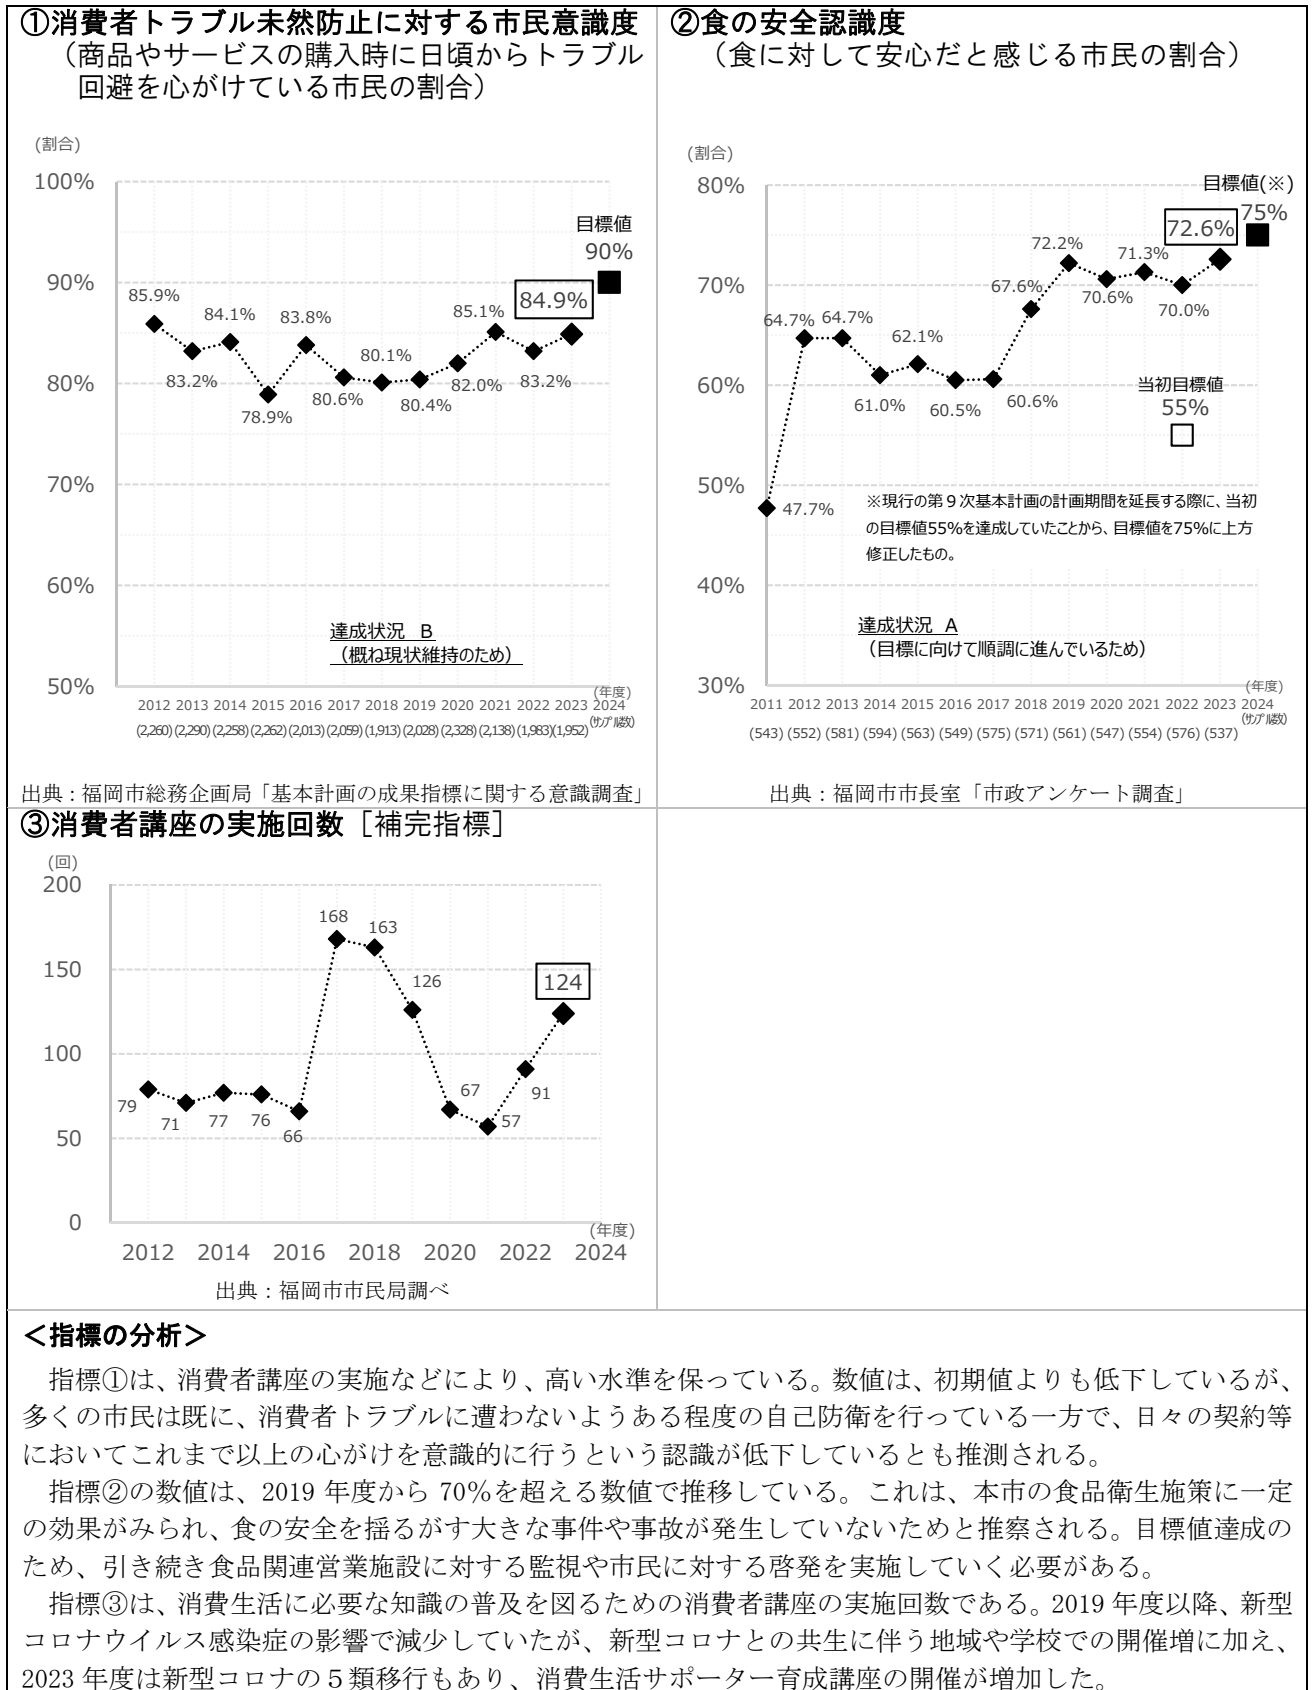 ①消費者トラブル未然防止に対する市民意識度
（商品やサービスの購入時に日頃からトラブル
回避を心がけている市民の割合）
(割合)
100%
90%
80%
70%
60%
50%
85.9%
83.2%
84.1%
78.9%
83.8%
80.6%
80.1%
80.4%
82.0%
85.1%
83.2%
84.9%
目標値
90%
達成状況　B
（概ね現状維持のため）
(年度)
2012 2013 2014 2015 2016 2017 2018 2019 2020 2021 2022 2023 2024
(2,260) (2,290) (2,258) (2,262) (2,013) (2,059) (1,913) (2,028) (2,328) (2,138) (1,983) (1,952) (ｻﾝﾌﾟﾙ数)
出典：福岡市総務企画局「基本計画の成果指標に関する意識調査」
②食の安全認識度
（食に対して安心だと感じる市民の割合）
(割合)
80%
70%
60%
50%
40%
30%
47.7%
64.7%
64.7%
61.0%
62.1%
60.5%
60.6%
67.6%
72.2%
70.6%
71.3%
70.0%
72.6%
目標値(※)
75%
当初目標値
55%
※現行の第９次基本計画の計画期間を延長する際に、当初
の目標値55%を達成していたことから、目標値を75%に上方
修正したもの。
達成状況　A
（目標に向けて順調に進んでいるため）
(年度)
2011 2012 2013 2014 2015 2016 2017 2018 2019 2020 2021 2022 2023 2024
(ｻﾝﾌﾟﾙ数)
(543) (552) (581) (594) (563) (549) (575) (571) (561) (547) (554) (576) (537)
出典：福岡市市長室「市政アンケート調査」
③消費者講座の実施回数［補完指標］
(回)
200
150
100
50
0
79
71
77
76
66
168
163
126
67
57
91
124
(年度)
2012 2014 2016 2018 2020 2022 2024
出典：福岡市市民局調べ
＜指標の分析＞
　指標①は、消費者講座の実施などにより、高い水準を保っている。数値は、初期値よりも低下しているが、
多くの市民は既に、消費者トラブルに遭わないようある程度の自己防衛を行っている一方で、日々の契約等
においてこれまで以上の心がけを意識的に行うという認識が低下しているとも推測される。
　指標②の数値は、2019 年度から 70％を超える数値で推移している。これは、本市の食品衛生施策に一定
の効果がみられ、食の安全を揺るがす大きな事件や事故が発生していないためと推察される。目標値達成の
ため、引き続き食品関連営業施設に対する監視や市民に対する啓発を実施していく必要がある。
　指標③は、消費生活に必要な知識の普及を図るための消費者講座の実施回数である。2019 年度以降、新型
コロナウイルス感染症の影響で減少していたが、新型コロナとの共生に伴う地域や学校での開催増に加え、
2023 年度は新型コロナの５類移行もあり、消費生活サポーター育成講座の開催が増加した。